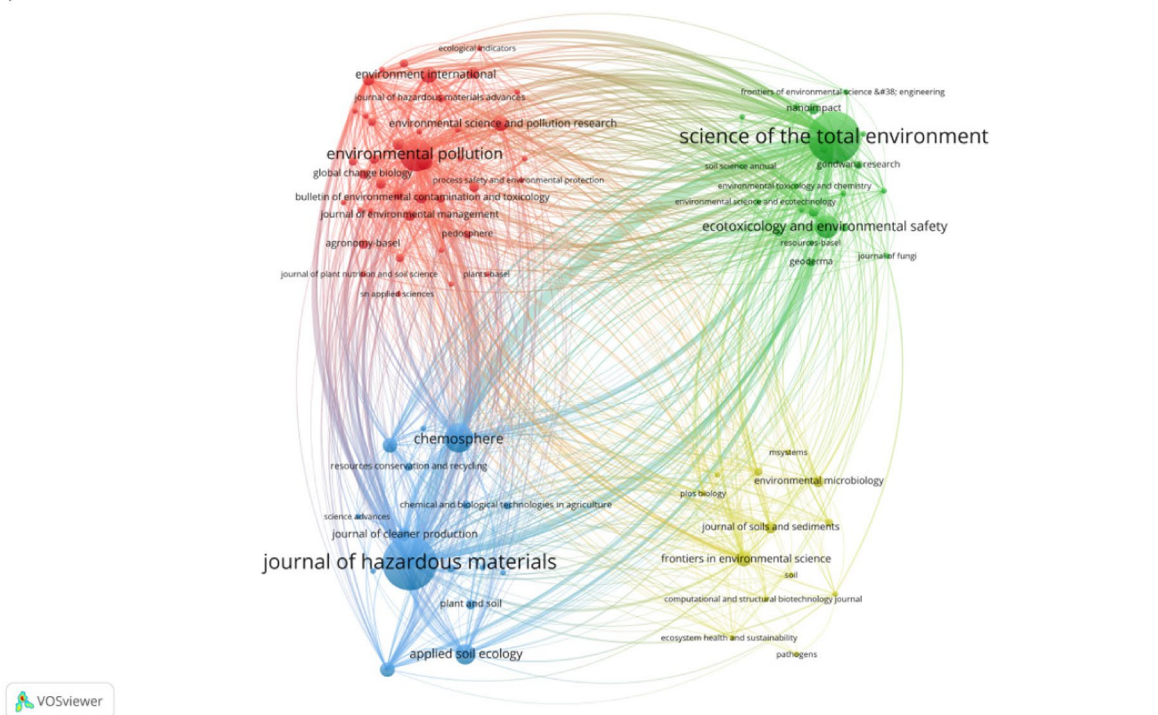 ecological indicators
environment international
journal of hazardous materials advances
environmental science and pollution research
environmental pollution
global change biology
process safety and environmental protection
bulletin of environmental contamination and toxicology
journal of environmental management
pedosphere
agronomy-basel
journal of plant nutrition and soil science
plants-basel
sn applied sciences
frontiers of environmental science &#38; engineering
nanoimpact
science of the total environment
soil science annual
gondwana research
environmental toxicology and chemistry
environmental science and ecotechnology
ecotoxicology and environmental safety
resources-basel
journal of fungi
geoderma
chemosphere
resources conservation and recycling
chemical and biological technologies in agriculture
science advances
journal of cleaner production
journal of hazardous materials
plant and soil
applied soil ecology
msystems
environmental microbiology
plos biology
journal of soils and sediments
frontiers in environmental science
soil
computational and structural biotechnology journal
ecosystem health and sustainability
pathogens
VOSviewer